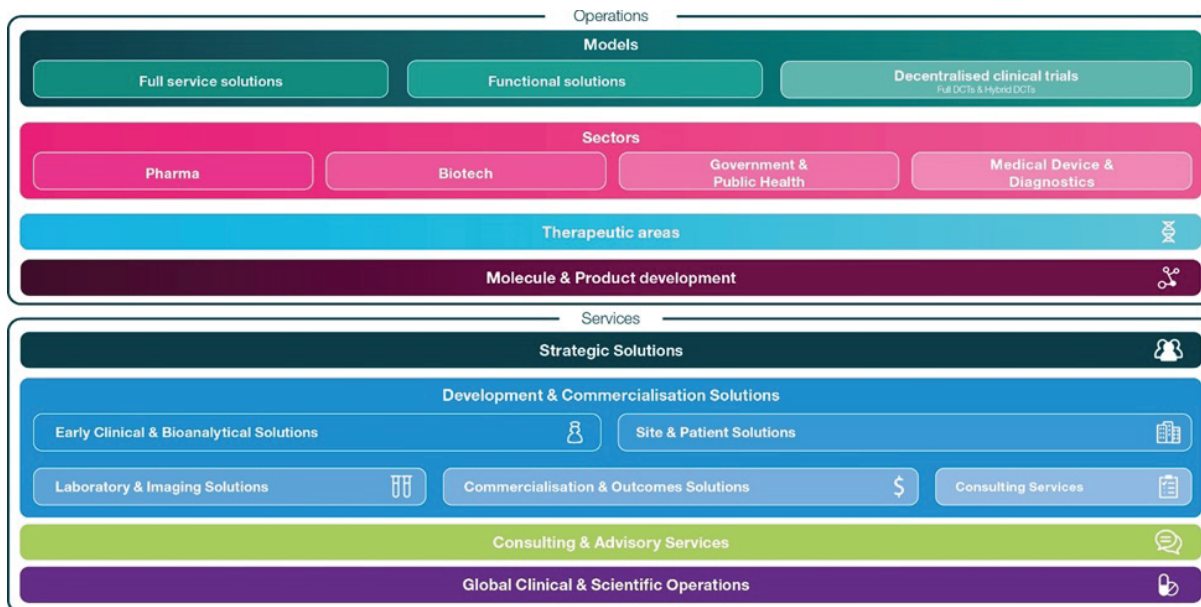 Operations
Models
Full service solutions
Functional solutions
Decentralised clinical trials
Full DCTs & Hybrid DCTs
Sectors
Pharma
Biotech
Government &
Public Health
Medical Device &
Diagnostics
Therapeutic areas
Molecule & Product development
Services
Strategic Solutions
Development & Commercialisation Solutions
Early Clinical & Bioanalytical Solutions
Site & Patient Solutions
Laboratory & Imaging Solutions
Commercialisation & Outcomes Solutions
$
Consulting Services
Consulting & Advisory Services
Global Clinical & Scientific Operations